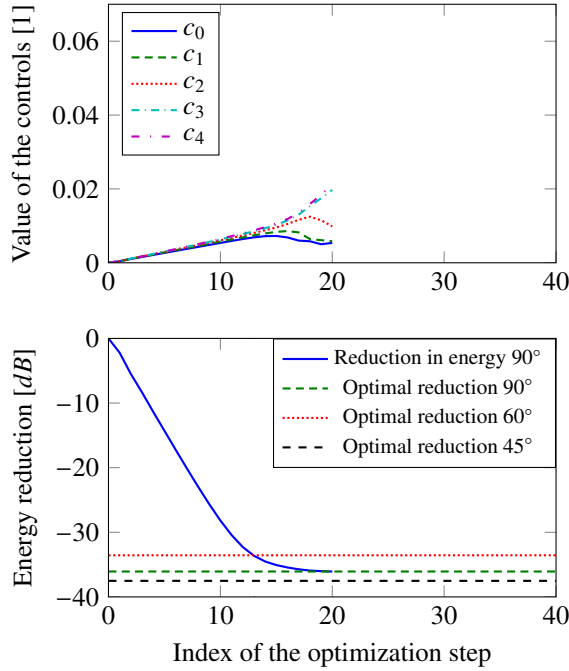 Value of the controls [1]
0.06
0.04
0.02
0
c0
c1
c2
c3
c4
0
10
20
30
40
Energy reduction [dB]
0
−10
−20
−30
−40
Reduction in energy 90°
Optimal reduction 90°
Optimal reduction 60°
Optimal reduction 45°
0
10
20
30
40
Index of the optimization step